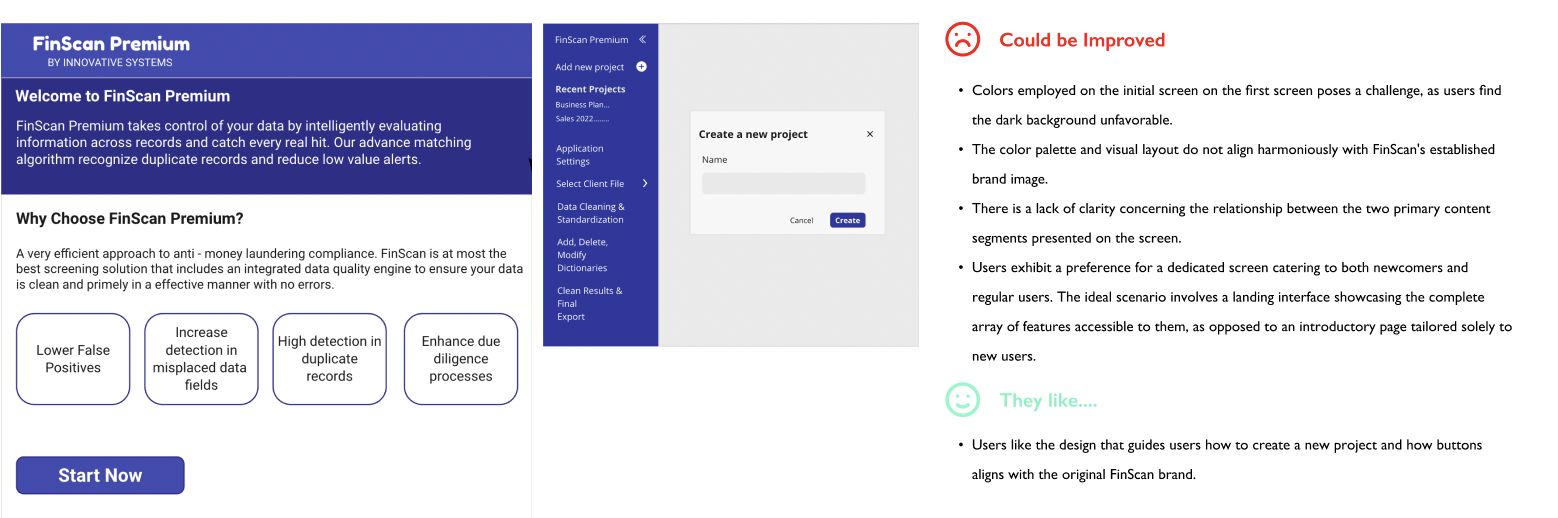 FinScan Premium
BY INNOVATIVE SYSTEMS
Welcome to FinScan Premium
FinScan Premium takes control of your data by intelligently evaluating
information across records and catch every real hit. Our advance matching
algorithm recognize duplicate records and reduce low value alerts.
Why Choose FinScan Premium?
A very efficient approach to anti - money laundering compliance. FinScan is at most the
best screening solution that includes an integrated data quality engine to ensure your data
is clean and primely in a effective manner with no errors.
Lower False
Positives
Increase
detection in
misplaced data
fields
High detection in
duplicate
records
Enhance due
diligence
processes
Start Now
FinScan Premium
Add new project
Recent Projects
Business Plan...
Sales 2022........
Application
Settings
Select Client File
Data Cleaning &
Standardization
Add, Delete,
Modify
Dictionaries
Clean Results &
Final
Export
Create a new project
Name
Cancel
Create
Could be Improved
• Colors employed on the initial screen on the first screen poses a challenge, as users find
the dark background unfavorable.
• The color palette and visual layout do not align harmoniously with FinScan's established
brand image.
• There is a lack of clarity concerning the relationship between the two primary content
segments presented on the screen.
• Users exhibit a preference for a dedicated screen catering to both newcomers and
regular users. The ideal scenario involves a landing interface showcasing the complete
array of features accessible to them, as opposed to an introductory page tailored solely to
new users.
They like....
• Users like the design that guides users how to create a new project and how buttons
aligns with the original FinScan brand.